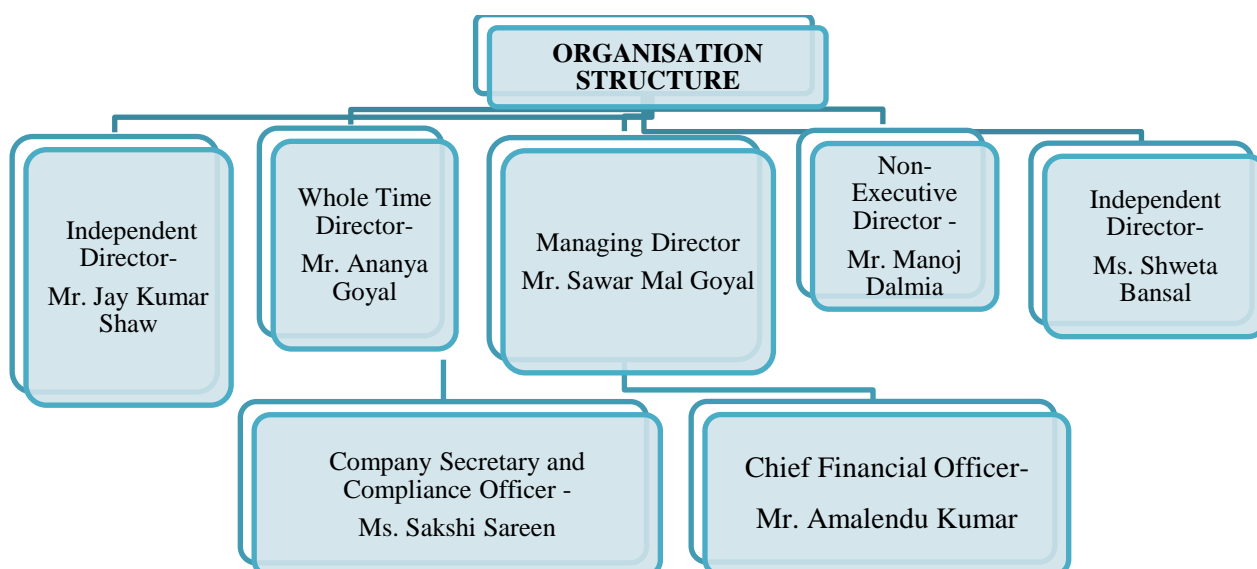 ORGANISATION
STRUCTURE
Independent
Director-
Mr. Jay Kumar
Shaw
Whole Time
Director-
Mr. Ananya
Goyal
Managing Director
Mr. Sawar Mal Goyal
Non-
Executive
Director -
Mr. Manoj
Dalmia
Independent
Director-
Ms. Shweta
Bansal
Company Secretary and
Compliance Officer -
Ms. Sakshi Sareen
Chief Financial Officer-
Mr. Amalendu Kumar